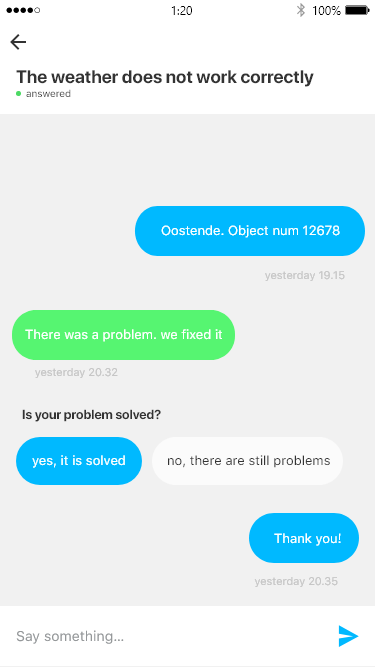 1:20
100%
The weather does not work correctly
answered
Oostende. Object num 12678
yesterday 19.15
There was a problem. we fixed it
yesterday 20.32
Is your problem solved?
yes, it is solved
no, there are still problems
Thank you!
yesterday 20.35
Say something...